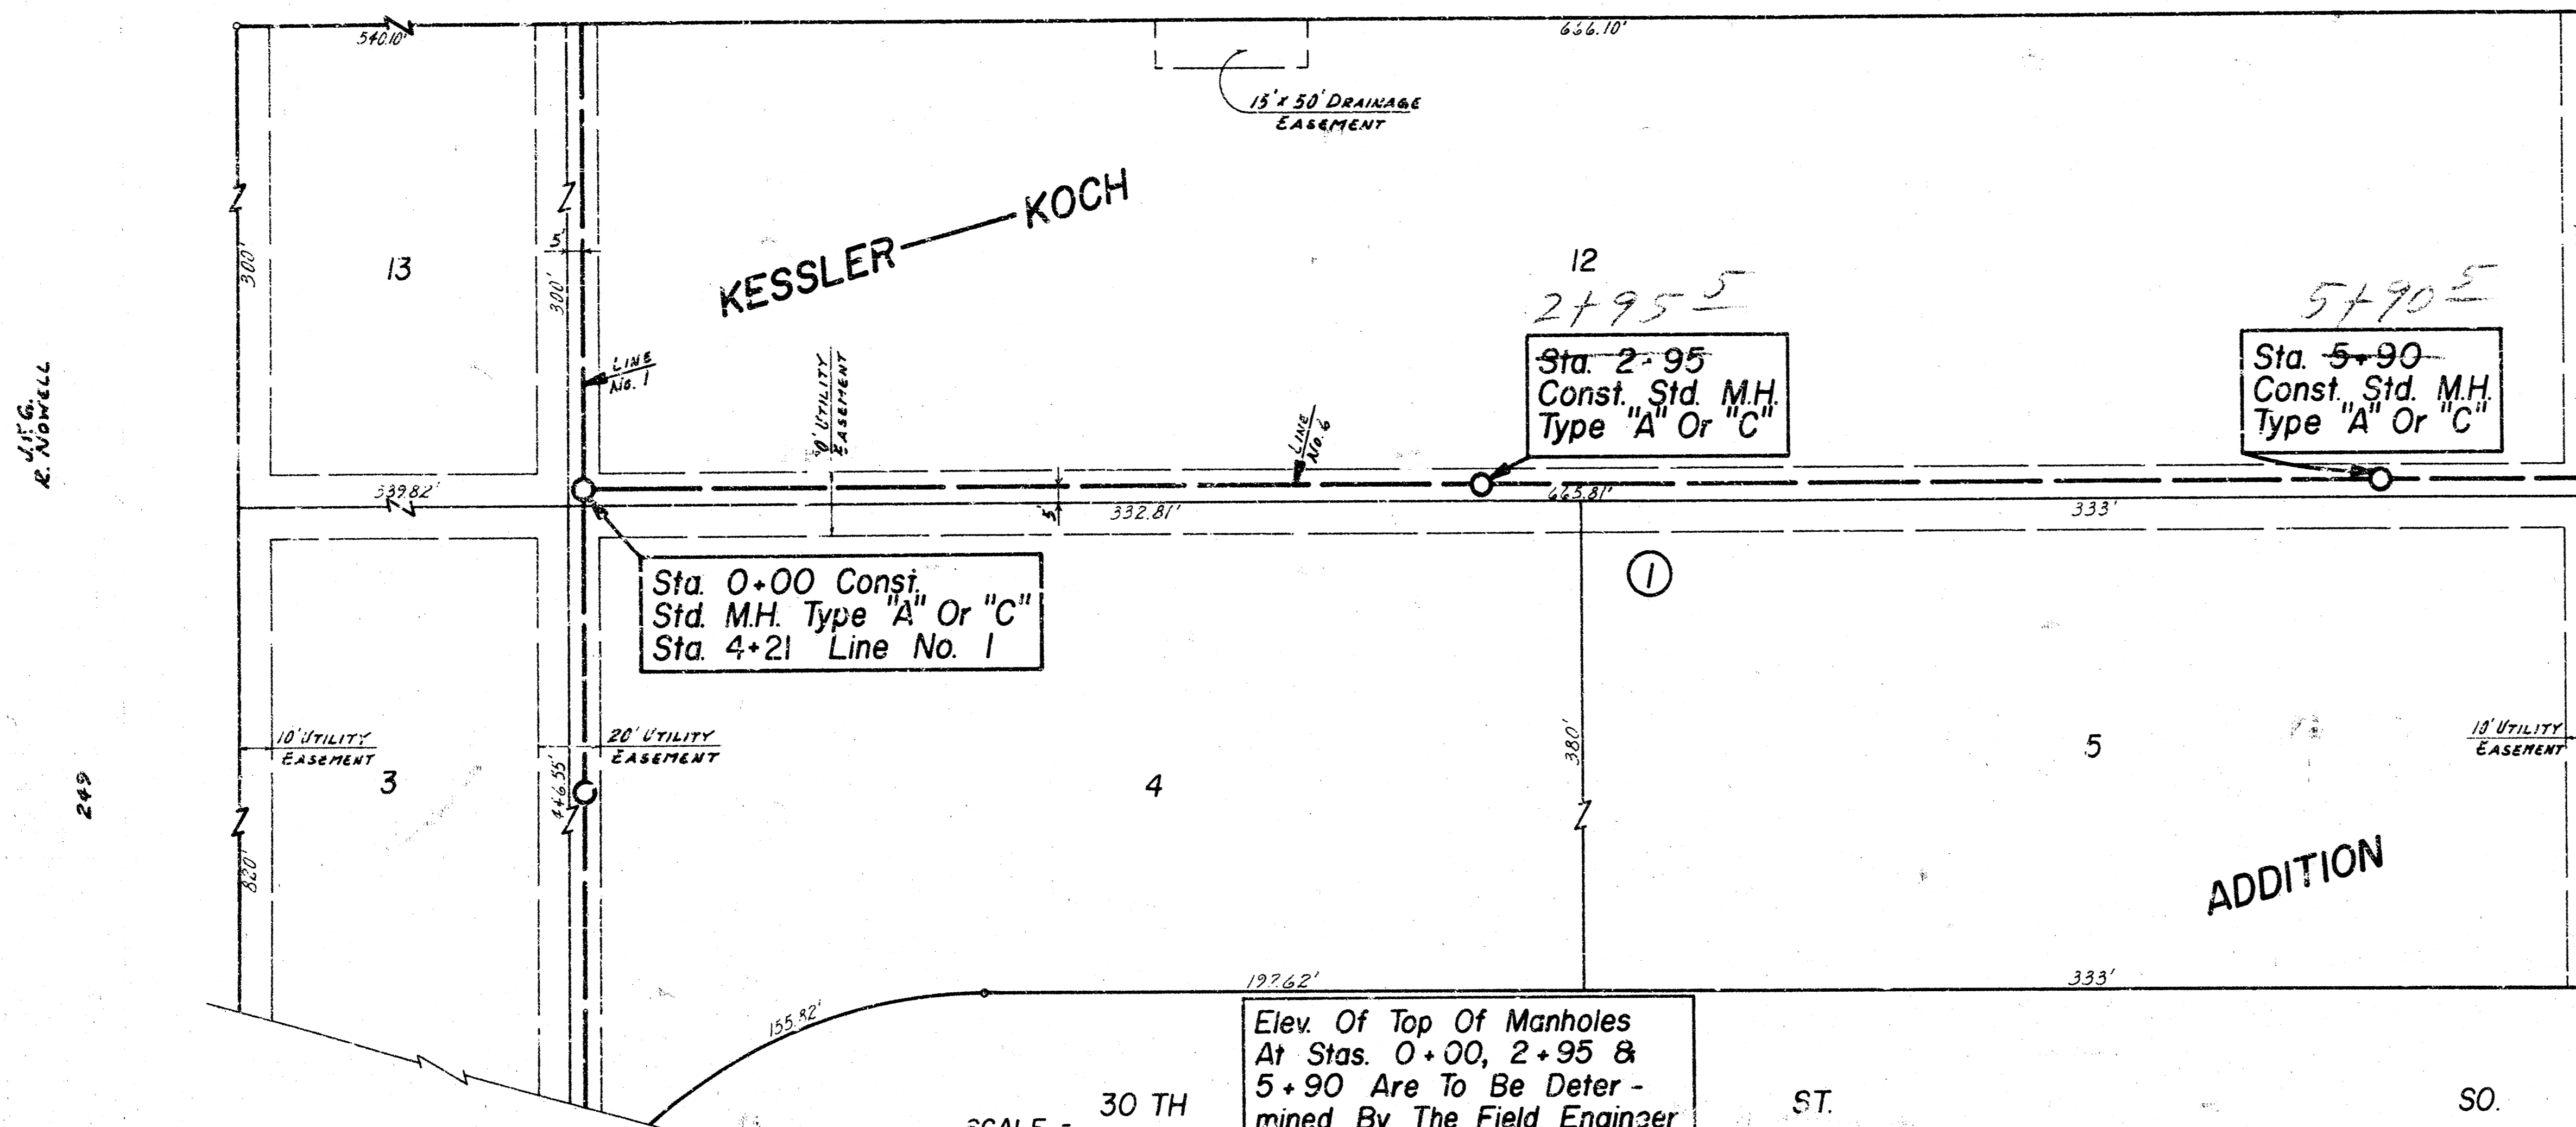 540.10'
666.10'
15' x 50' DRAINAGE
EASEMENT
KESSLER — KOCH
13
12
300'
5'
300'
LINE
No. 1
EASEMENT
UTILITY
LINE
No. 6
2+95 5
Sta. 2+95
Const. Std. M.H.
Type "A" Or "C"
5+90 5
Sta. 5+90
Const. Std. M.H.
Type "A" Or "C"
R. NOWELL
539.82'
332.81'
5'
665.81'
333'
1
Sta. 0+00 Const.
Std. M.H. Type "A" Or "C"
Sta. 4+21 Line No. 1
10' UTILITY
EASEMENT
20' UTILITY
EASEMENT
10' UTILITY
EASEMENT
3
4
5
446.55'
380'
249
820'
ADDITION
155.82'
197.62'
333'
Elev. Of Top Of Manholes
At Stas. 0+00, 2+95 &
5+90 Are To Be Deter -
mined By The Field Engineer
SCALE -
30 TH
ST.
SO.